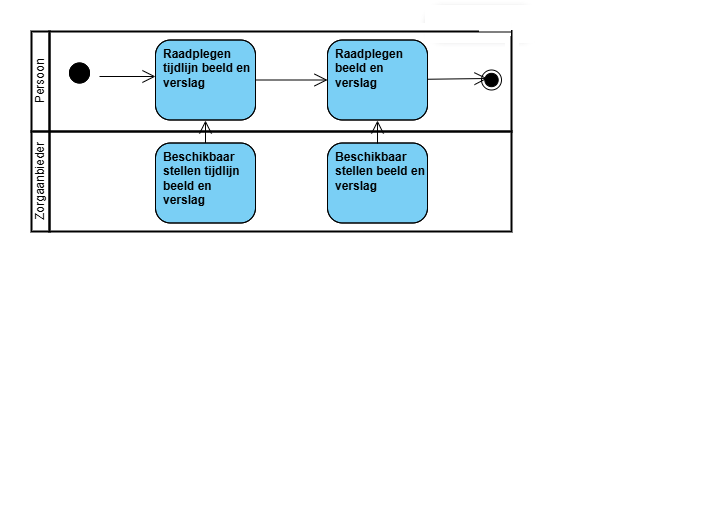 Persoon
Raadplegen
tijdlijn beeld en
verslag
Raadplegen
beeld en
verslag
Zorgaanbieder
Beschikbaar
stellen tijdlijn
beeld en
verslag
Beschikbaar
stellen beeld en
verslag